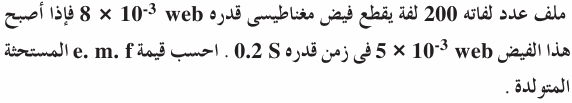 ملف عدد لفاته 200 لفة يقطع فيض مغناطيسى قدره 8 × 10⁻³ web فإذا أصبح
هذا الفيض 5 × 10⁻³ web فى زمن قدره 0.2 S . احسب قيمة e. m. f المستحثة
المتولدة .